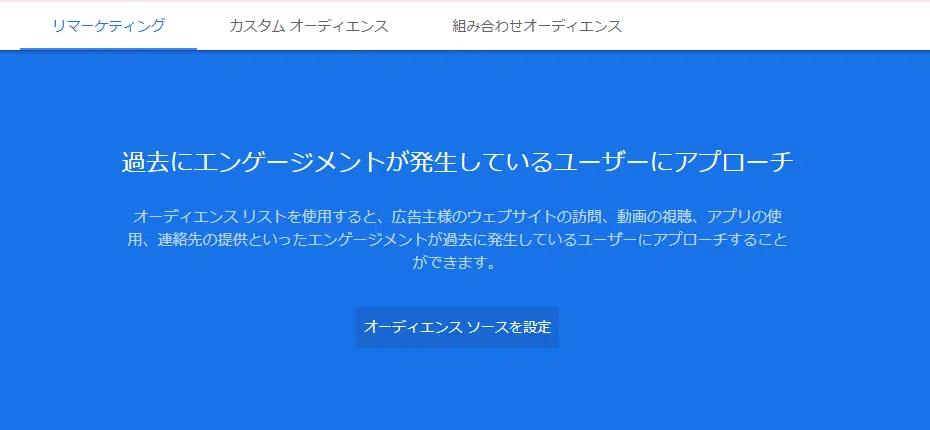 リマーケティング カスタム オーディエンス 組み合わせオーディエンス
過去にエンゲージメントが発生しているユーザーにアプローチ
オーディエンス リストを使用すると、広告主様のウェブサイトの訪問、動画の視聴、アプリの使
用、連絡先の提供といったエンゲージメントが過去に発生しているユーザーにアプローチすること
ができます。
オーディエンス ソースを設定